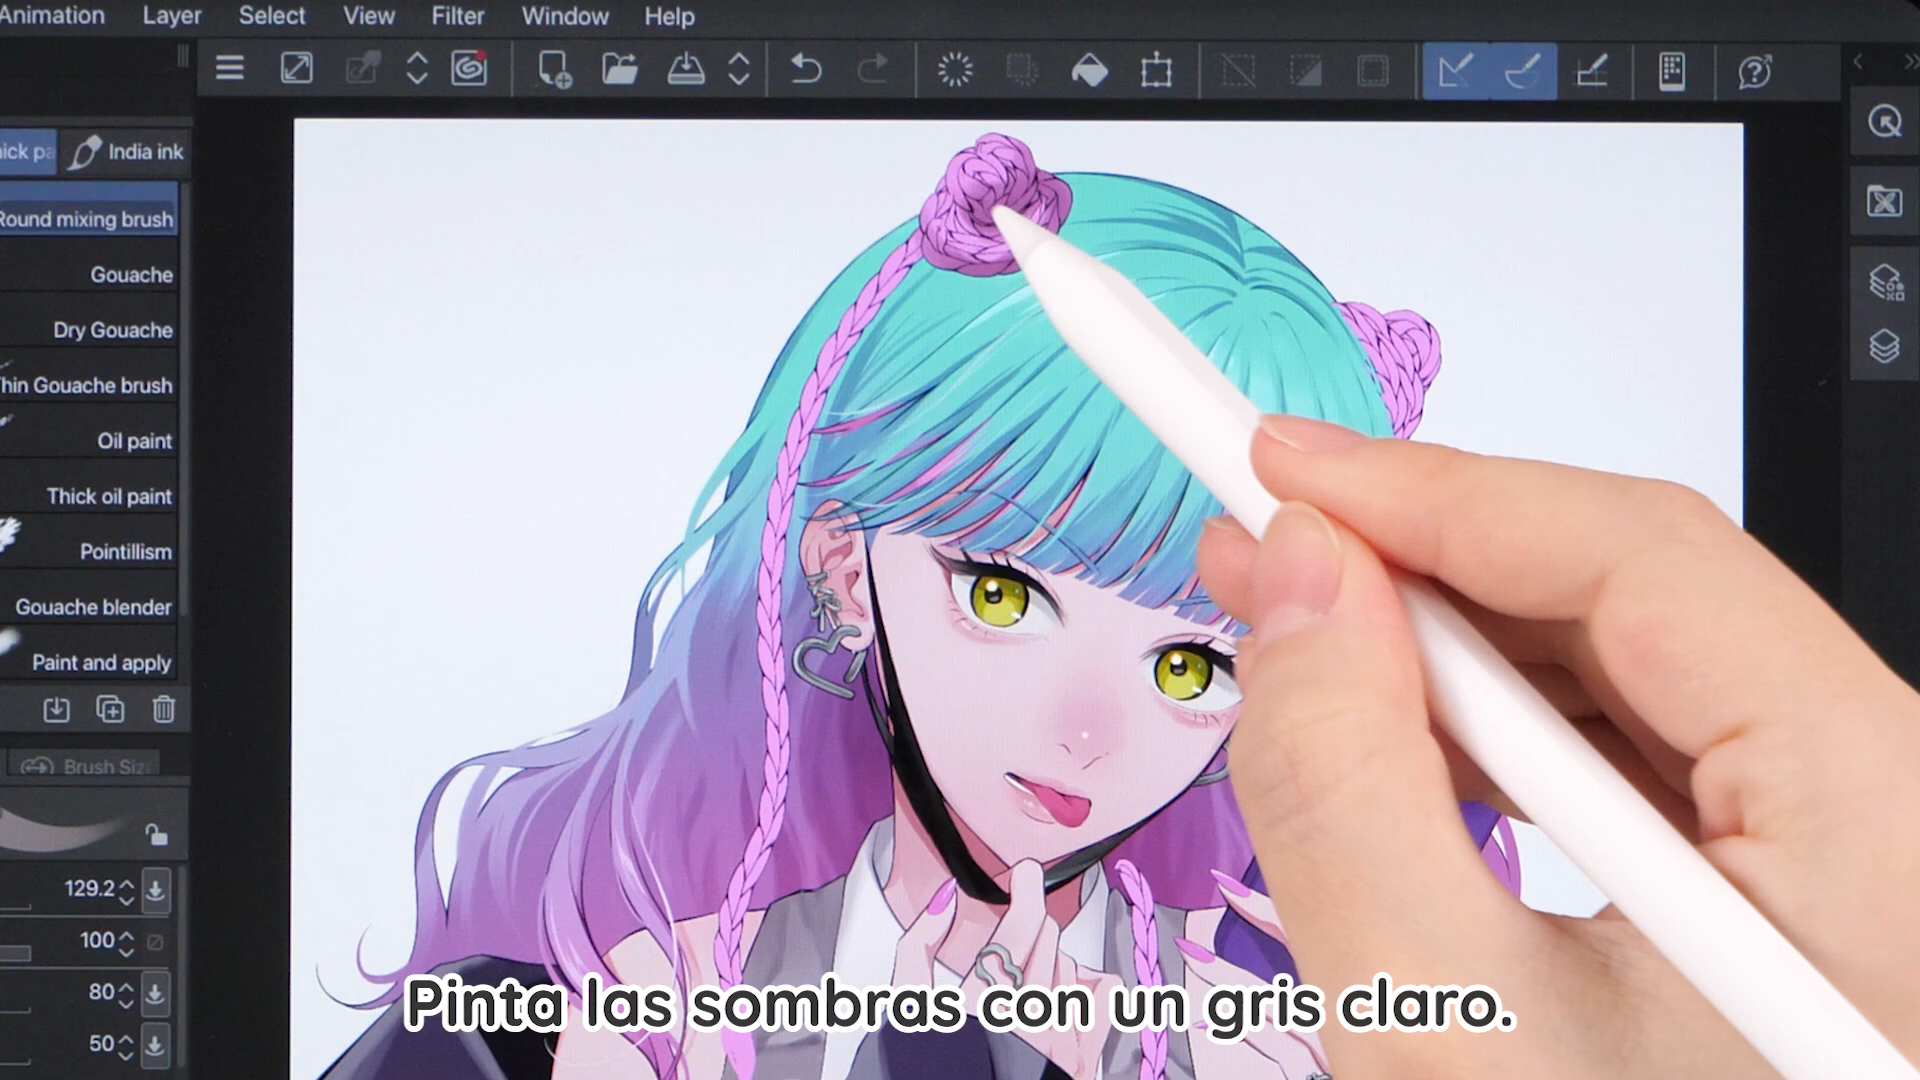 Animation Layer Select View Filter Window Help
India ink
Round mixing brush
Gouache
Dry Gouache
Thin Gouache brush
Oil paint
Thick oil paint
Pointillism
Gouache blender
Paint and apply
Brush Size
129.2
100
80
50
Pinta las sombras con un gris claro.